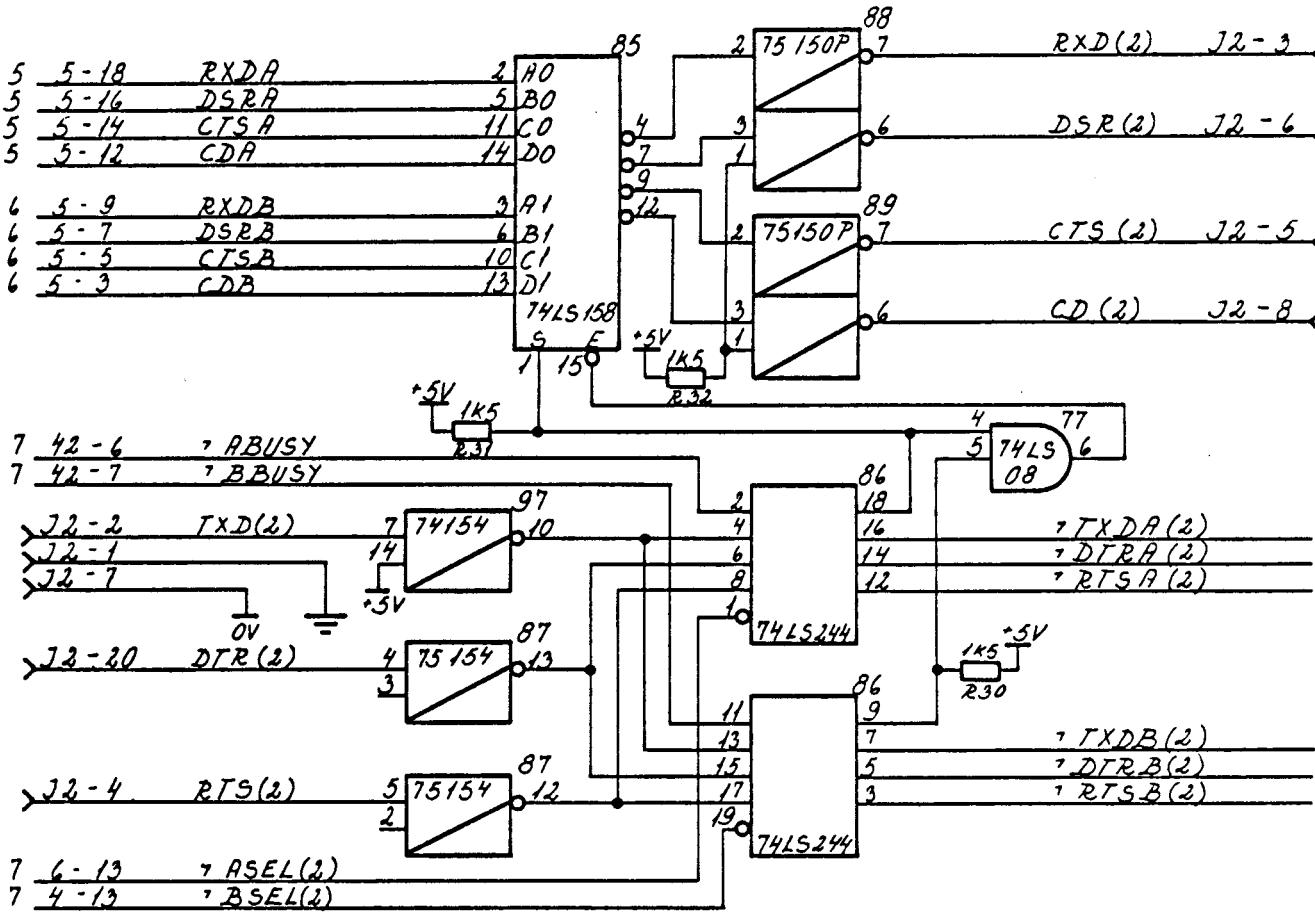 85
88
5 5-18 RXDA 2 A0
5 5-16 DSRA 5 B0
5 5-14 CTSA 11 C0
5 5-12 CDA 14 D0
6 5-9 RXDB 3 A1
6 5-7 DSRB 6 B1
6 5-5 CTSB 10 C1
6 5-3 CDB 13 D1
74LS158
1 S
15 E
4
7
9
12
2 75150P 7 RXD(2) J2-3
3 6 DSR(2) J2-6
1
89
2 75150P 7 CTS(2) J2-5
3 6 CD(2) J2-8
1
+5V
1K5
R32
+5V
1K5
R31
4 77
5 74LS 6
08
7 42-6 ⁊ ABUSY
7 42-7 ⁊ BBUSY
97
J2-2 TXD(2) 7 74154 10
J2-1 14
J2-7 +5V
0V
87
J2-20 DTR(2) 4 75154 13
3
87
J2-4 RTS(2) 5 75154 12
2
7 6-13 ⁊ ASEL(2)
7 4-13 ⁊ BSEL(2)
86
2 18
4 16 ⁊ TXDA(2)
6 14 ⁊ DTRA(2)
8 12 ⁊ RTSA(2)
1
74LS244
+5V
1K5
R30
86
11 9
13 7 ⁊ TXDB(2)
15 5 ⁊ DTRB(2)
17 3 ⁊ RTSB(2)
19
74LS244